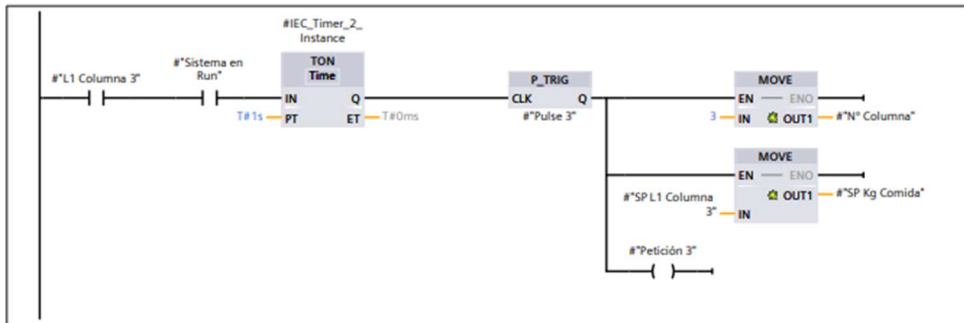 #IEC_Timer_2_
Instance
#"L1 Columna 3"
#"Sistema en
Run"
TON
Time
IN Q
T#1s PT ET T#0ms
P_TRIG
CLK Q
#"Pulse 3"
MOVE
EN ENO
3 IN OUT1 #"Nº Columna"
MOVE
EN ENO
OUT1 #"SP Kg Comida"
#"SP L1 Columna
3" IN
#"Petición 3"